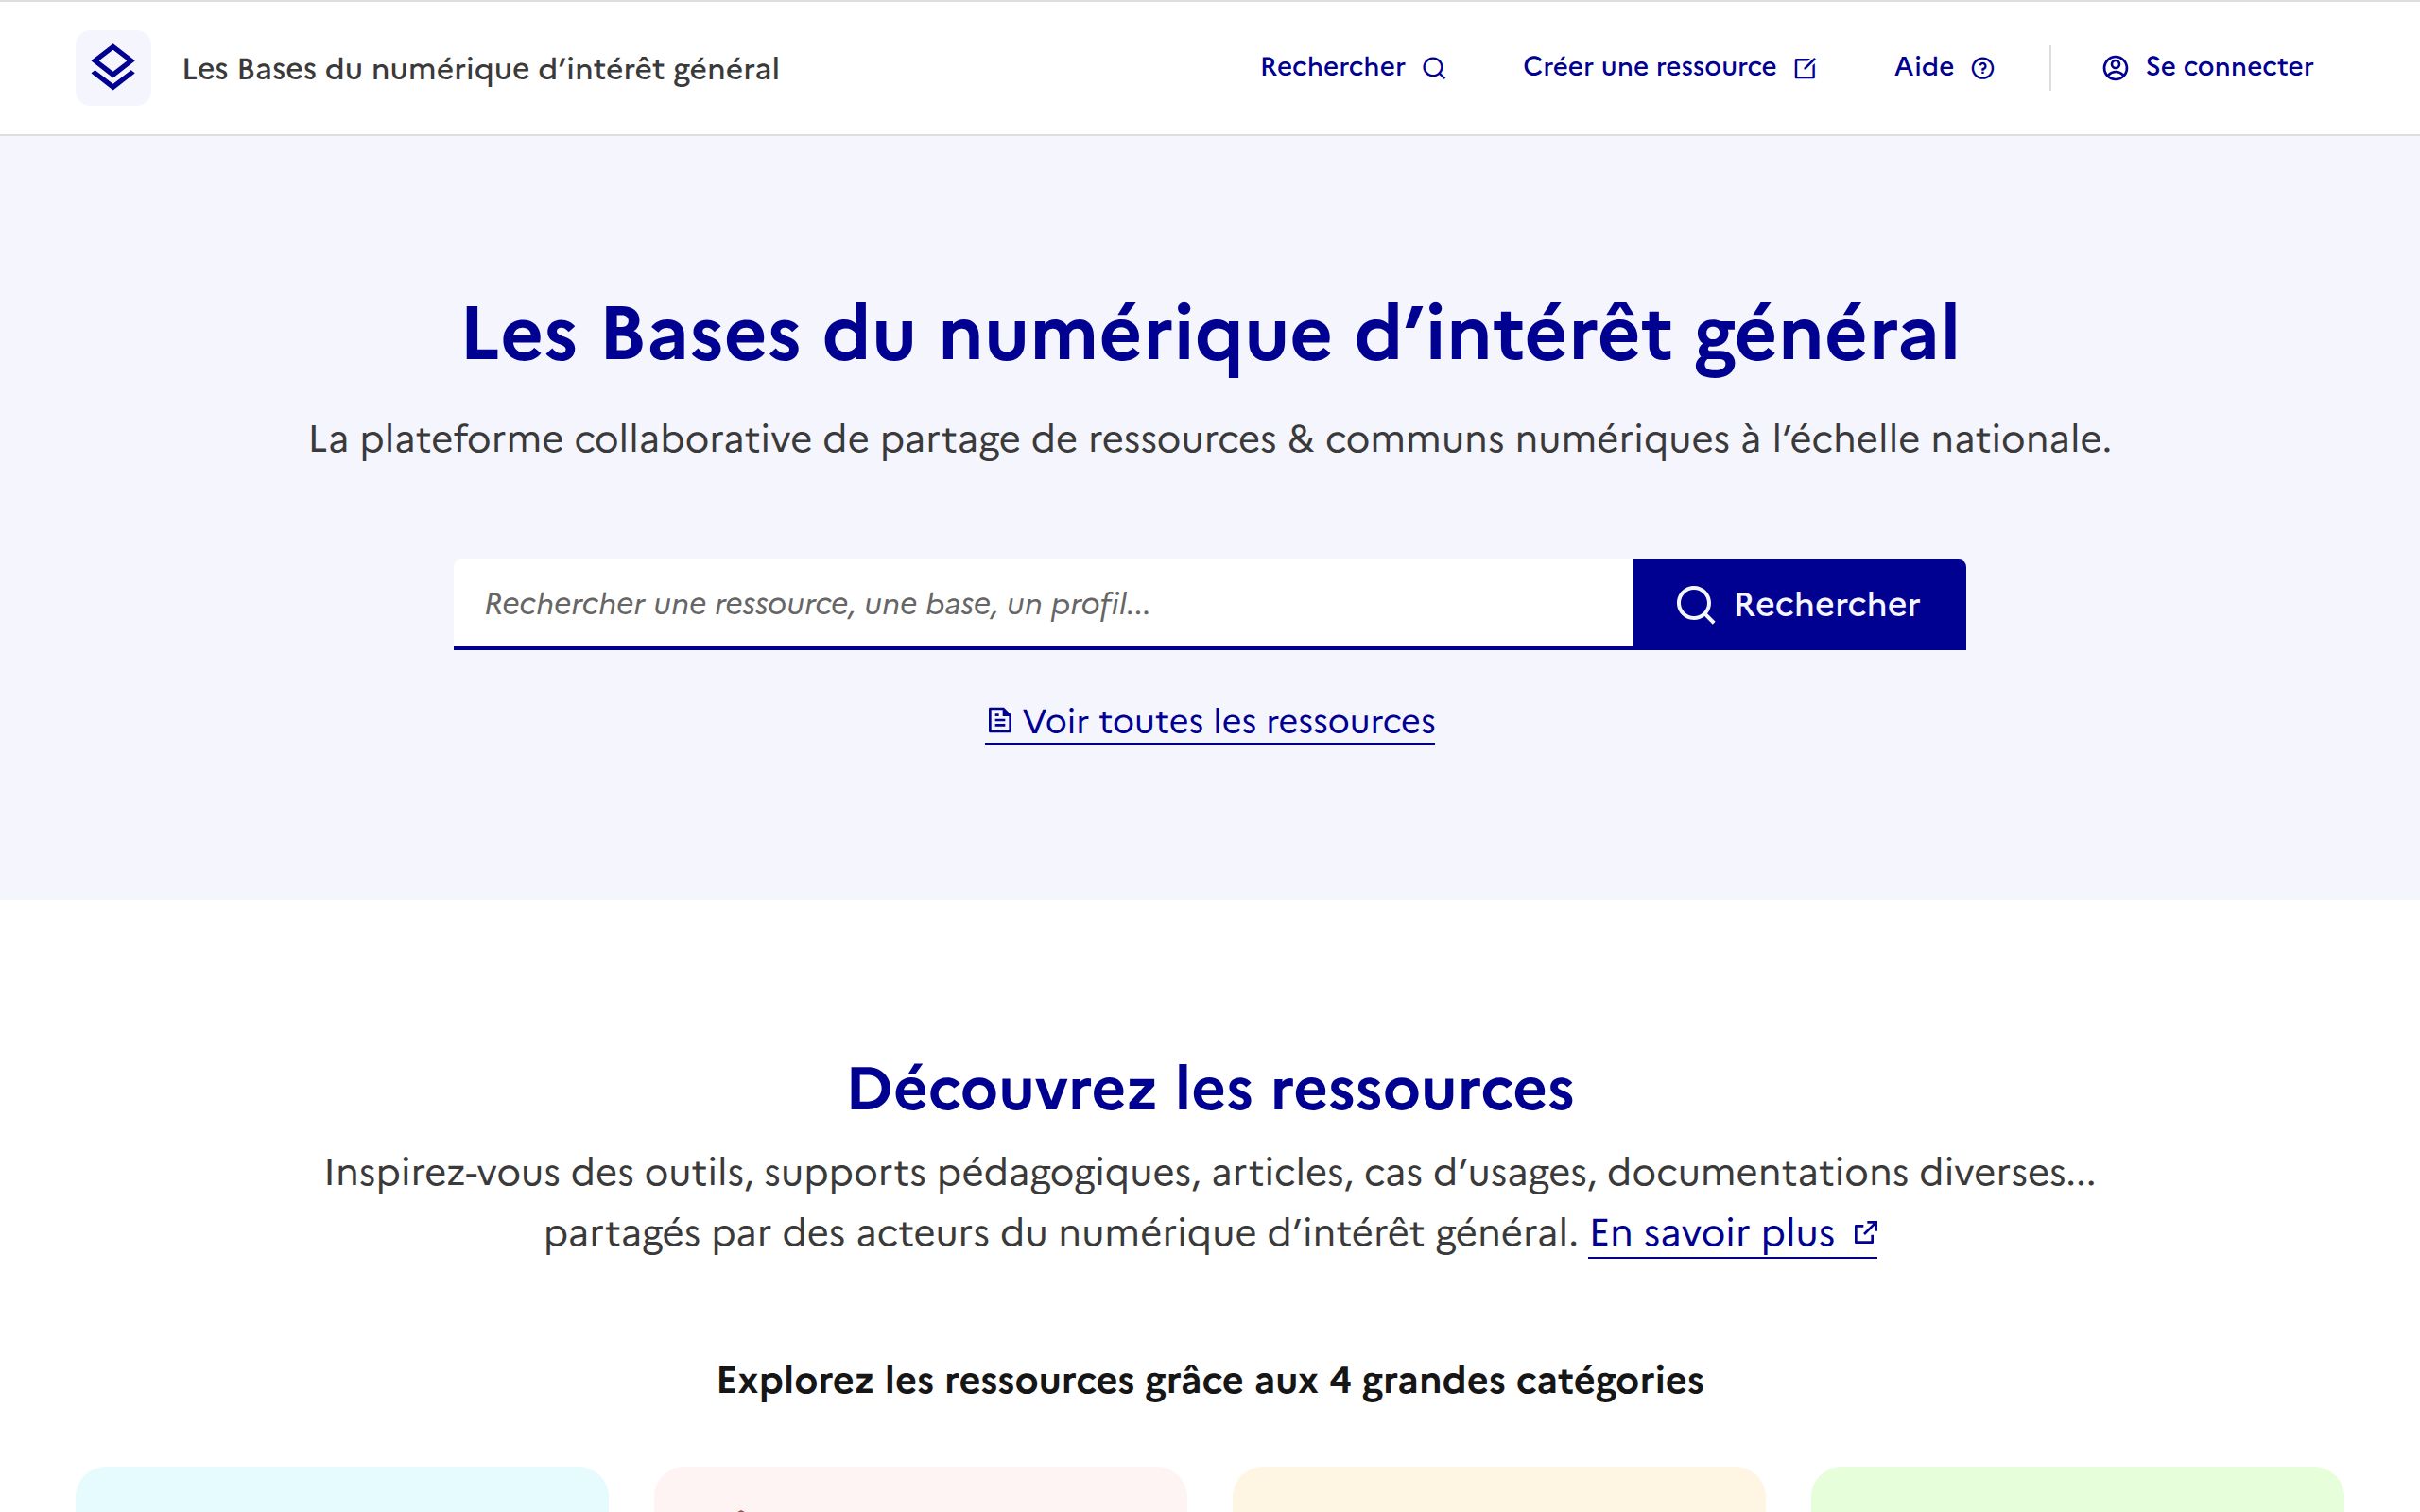 Les Bases du numérique d’intérêt général
Rechercher
Créer une ressource
Aide
Se connecter
Les Bases du numérique d’intérêt général
La plateforme collaborative de partage de ressources & communs numériques à l’échelle nationale.
Rechercher une ressource, une base, un profil...
Rechercher
Voir toutes les ressources
Découvrez les ressources
Inspirez-vous des outils, supports pédagogiques, articles, cas d’usages, documentations diverses...
partagés par des acteurs du numérique d’intérêt général. En savoir plus
Explorez les ressources grâce aux 4 grandes catégories